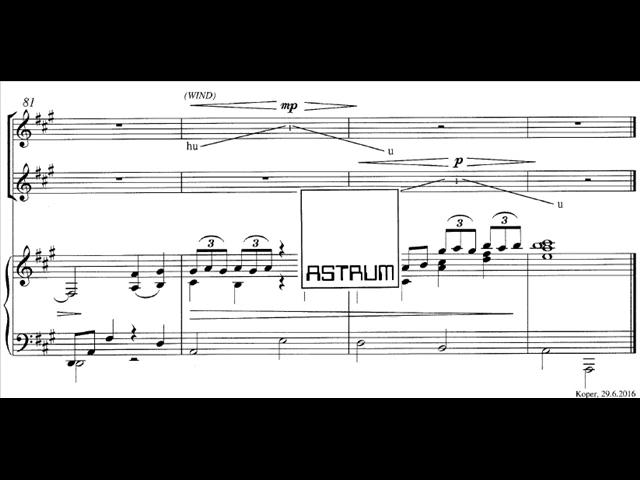 81
(WIND)
mp
hu i u
p
i u
3 3 3 3
ASTRUM
Koper, 29.6.2016